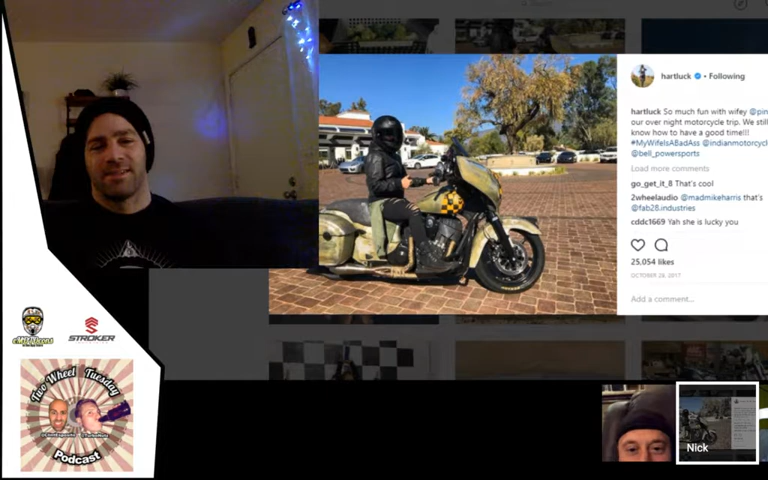 hartluck • Following
hartluck So much fun with wifey @pin
our over night motorcycle trip. We still
know how to have a good time!!!
#MyWifeIsABadAss @indianmotorcycl
@bell_powersports
Load more comments
go_get_it_8 That's cool
2wheelaudio @madmikeharris that's
@fab28.industries
cddc1669 Yah she is lucky you
25,054 likes
OCTOBER 26, 2017
Add a comment...
STROKER
Two Wheel Tuesday
Podcast
Nick